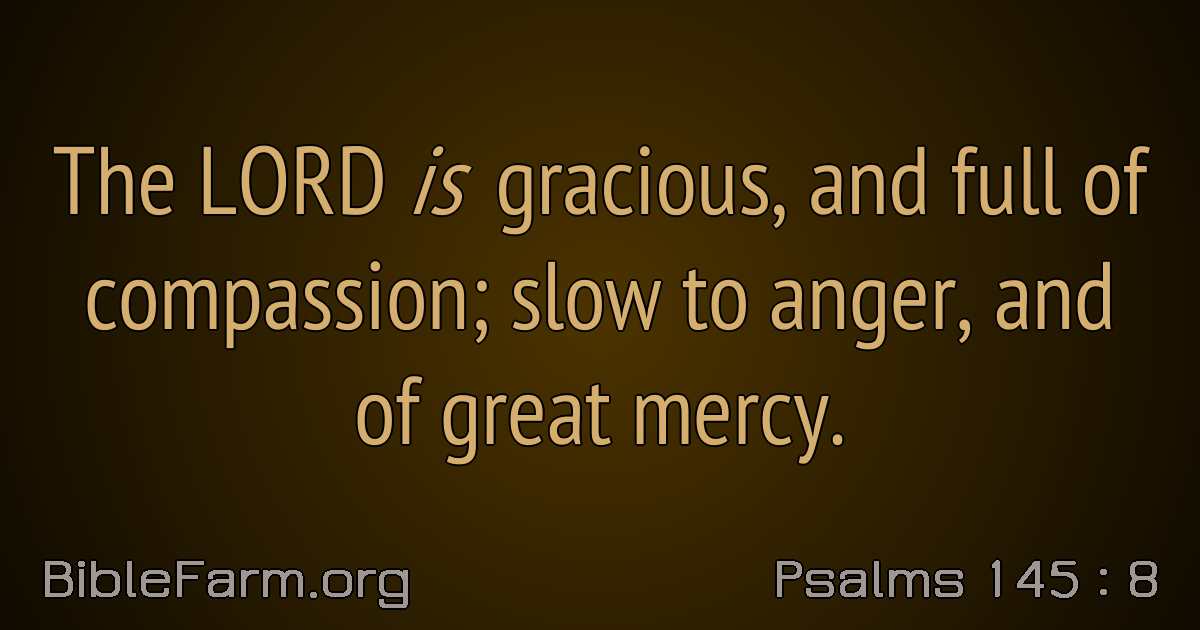 The LORD is gracious, and full of
compassion; slow to anger, and
of great mercy.
BibleFarm.org
Psalms 145 : 8